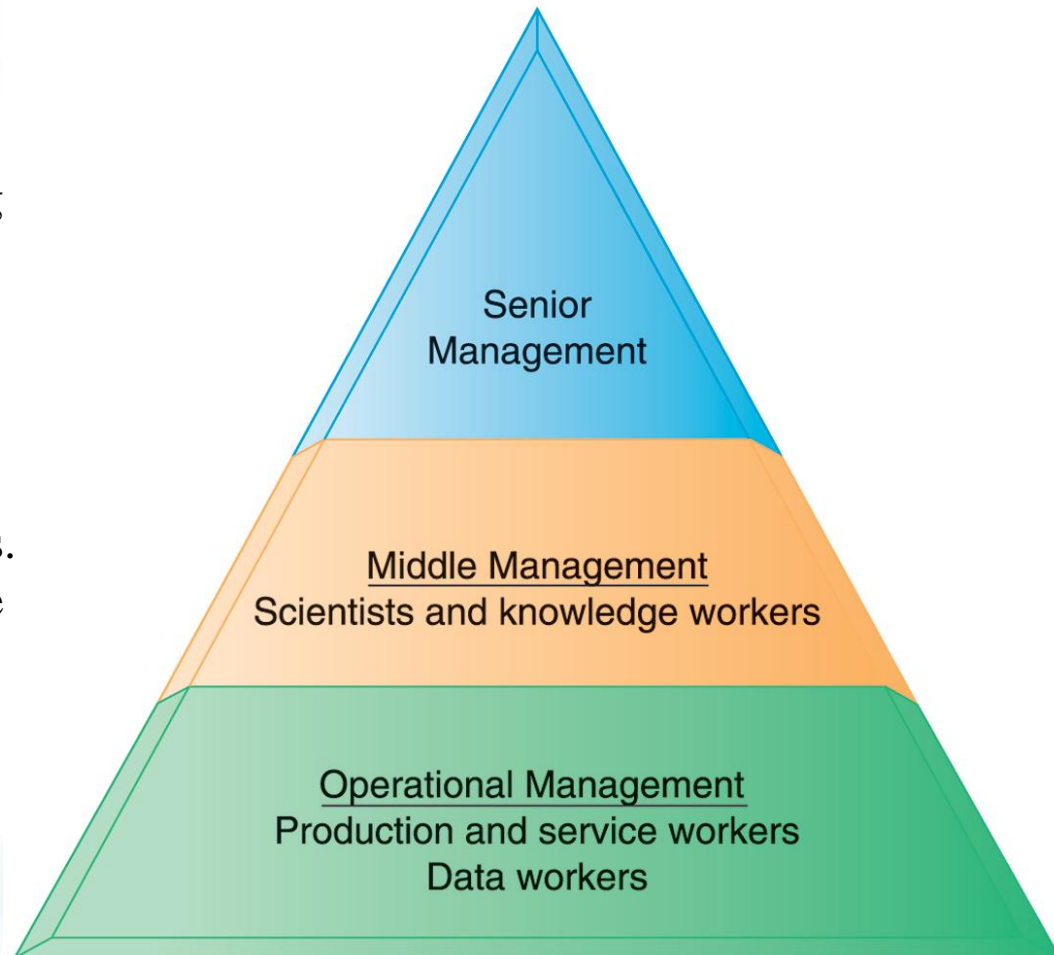 Senior
Management
Middle Management
Scientists and knowledge workers
Operational Management
Production and service workers
Data workers